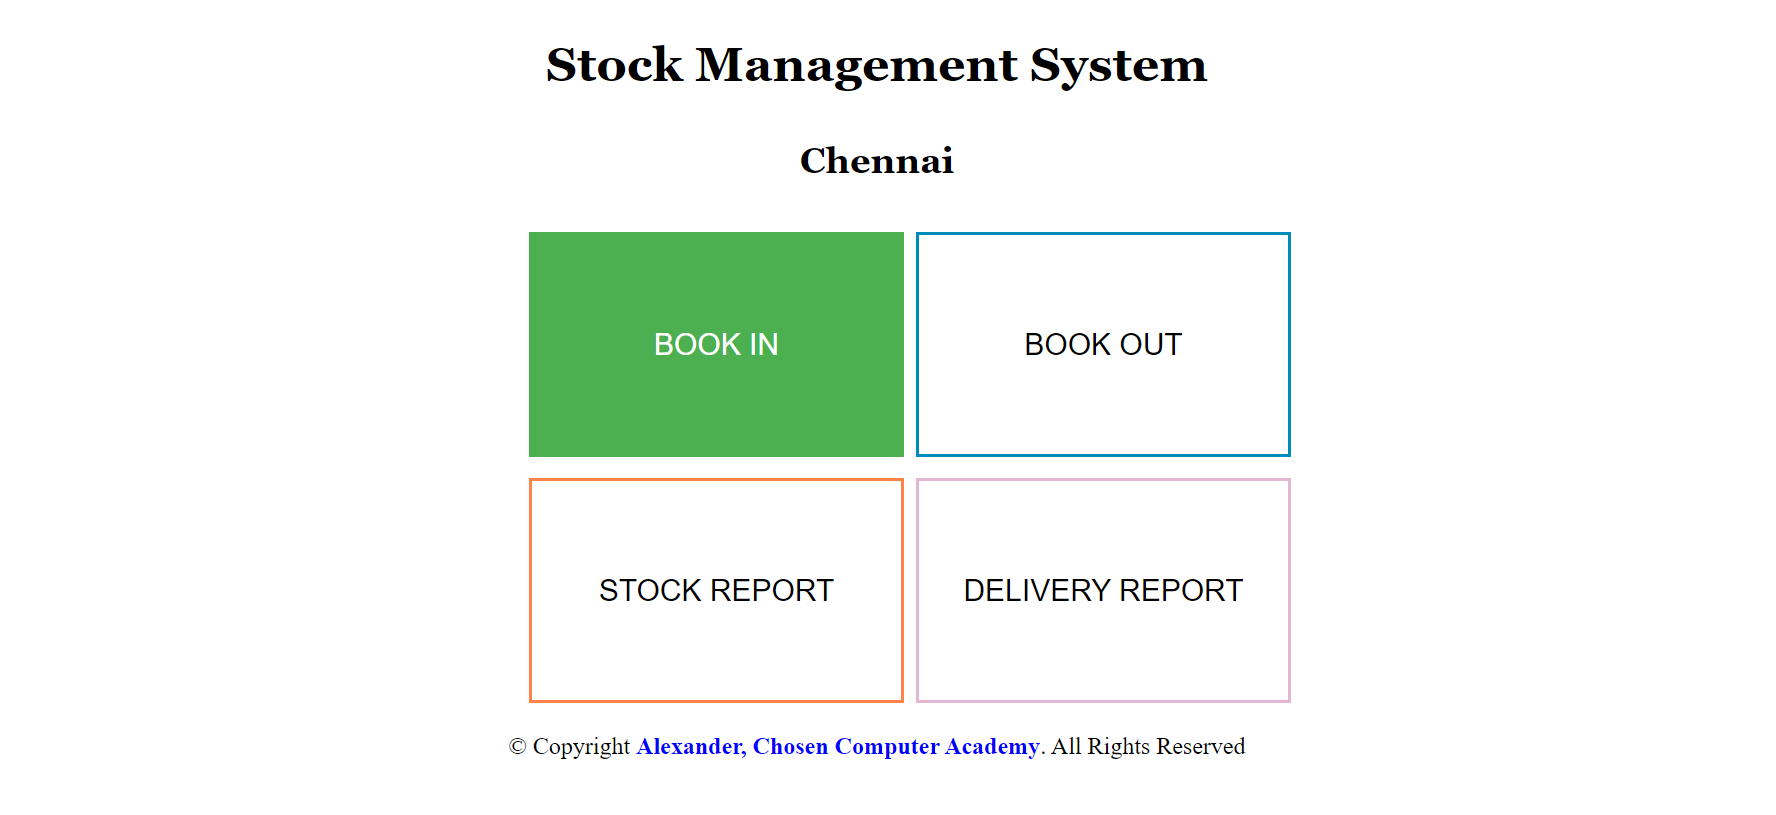 Stock Management System
Chennai
BOOK IN
BOOK OUT
STOCK REPORT
DELIVERY REPORT
© Copyright Alexander, Chosen Computer Academy. All Rights Reserved